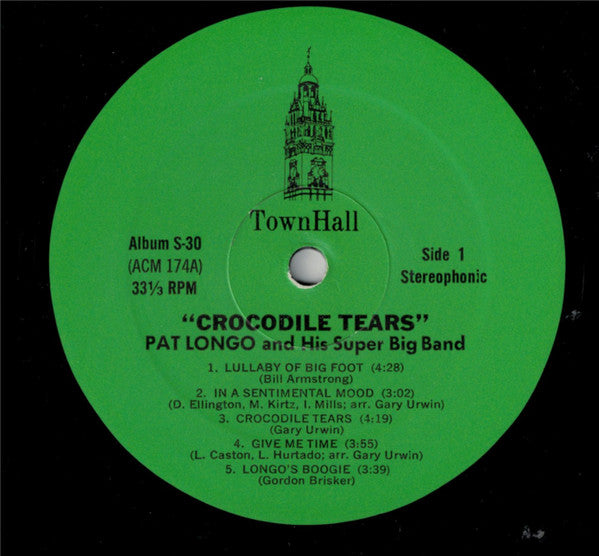 TownHall
Album S-30
(ACM 174A)
33⅓ RPM
Side 1
Stereophonic
"CROCODILE TEARS"
PAT LONGO and His Super Big Band
1. LULLABY OF BIG FOOT (4:28)
(Bill Armstrong)
2. IN A SENTIMENTAL MOOD (3:02)
(D. Ellington, M. Kirtz, I. Mills; arr. Gary Urwin)
3. CROCODILE TEARS (4:19)
(Gary Urwin)
4. GIVE ME TIME (3:55)
(L. Caston, L. Hurtado; arr. Gary Urwin)
5. LONGO'S BOOGIE (3:39)
(Gordon Brisker)